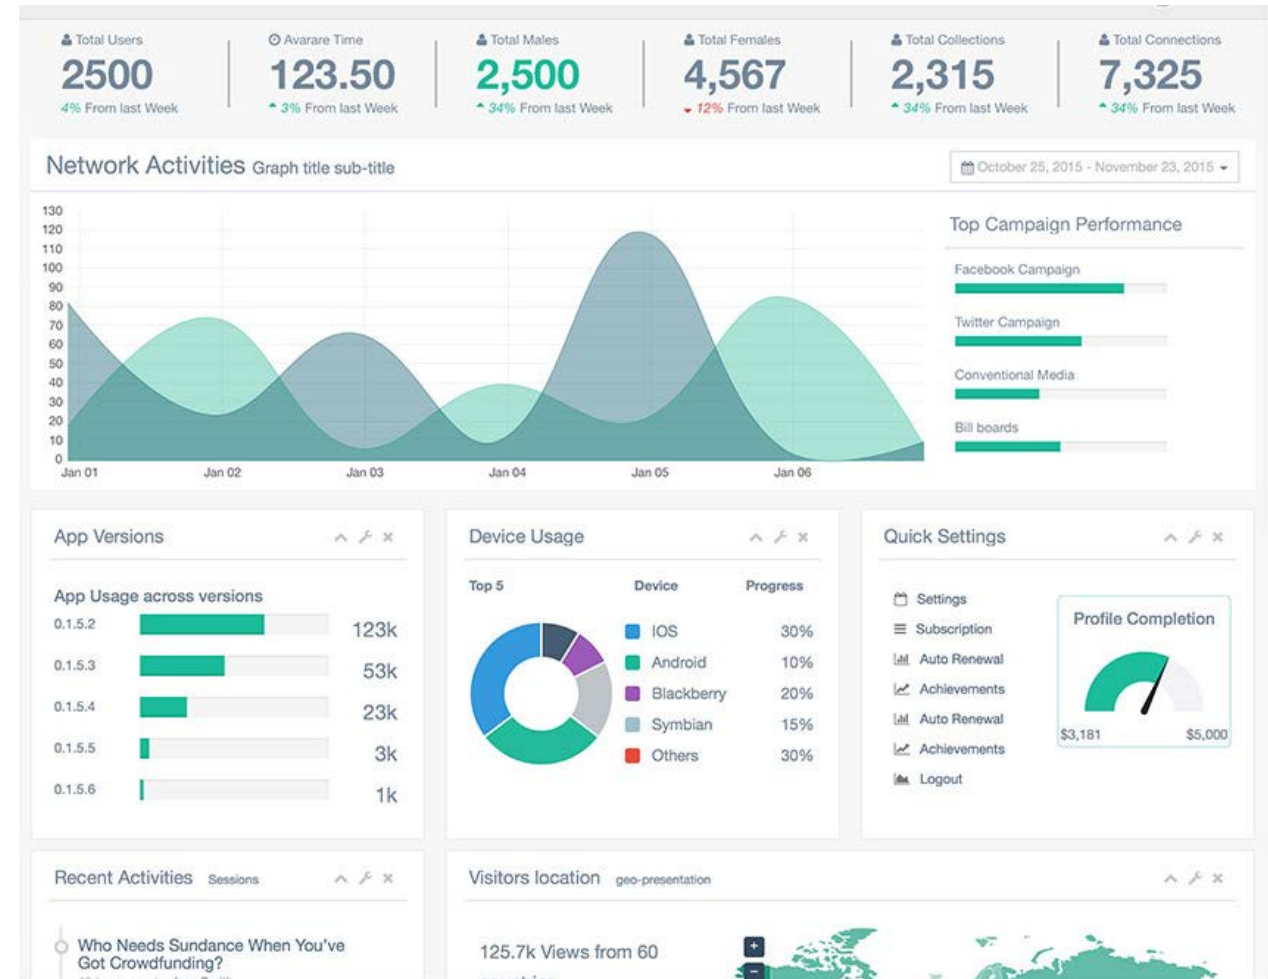 Total Users
2500
4% From last Week
Avarare Time
123.50
3% From last Week
Total Males
2,500
34% From last Week
Total Females
4,567
12% From last Week
Total Collections
2,315
34% From last Week
Total Connections
7,325
34% From last Week
Network Activities Graph title sub-title
October 25, 2015 - November 23, 2015
130
120
110
100
90
80
70
60
50
40
30
20
10
0
Jan 01 Jan 02 Jan 03 Jan 04 Jan 05 Jan 06
Top Campaign Performance
Facebook Campaign
Twitter Campaign
Conventional Media
Bill boards
App Versions
App Usage across versions
0.1.5.2 123k
0.1.5.3 53k
0.1.5.4 23k
0.1.5.5 3k
0.1.5.6 1k
Device Usage
Top 5 Device Progress
IOS 30%
Android 10%
Blackberry 20%
Symbian 15%
Others 30%
Quick Settings
Settings
Subscription
Auto Renewal
Achievements
Auto Renewal
Achievements
Logout
Profile Completion
$3,181 $5,000
Recent Activities Sessions
Who Needs Sundance When You've
Got Crowdfunding?
Visitors location geo-presentation
125.7k Views from 60